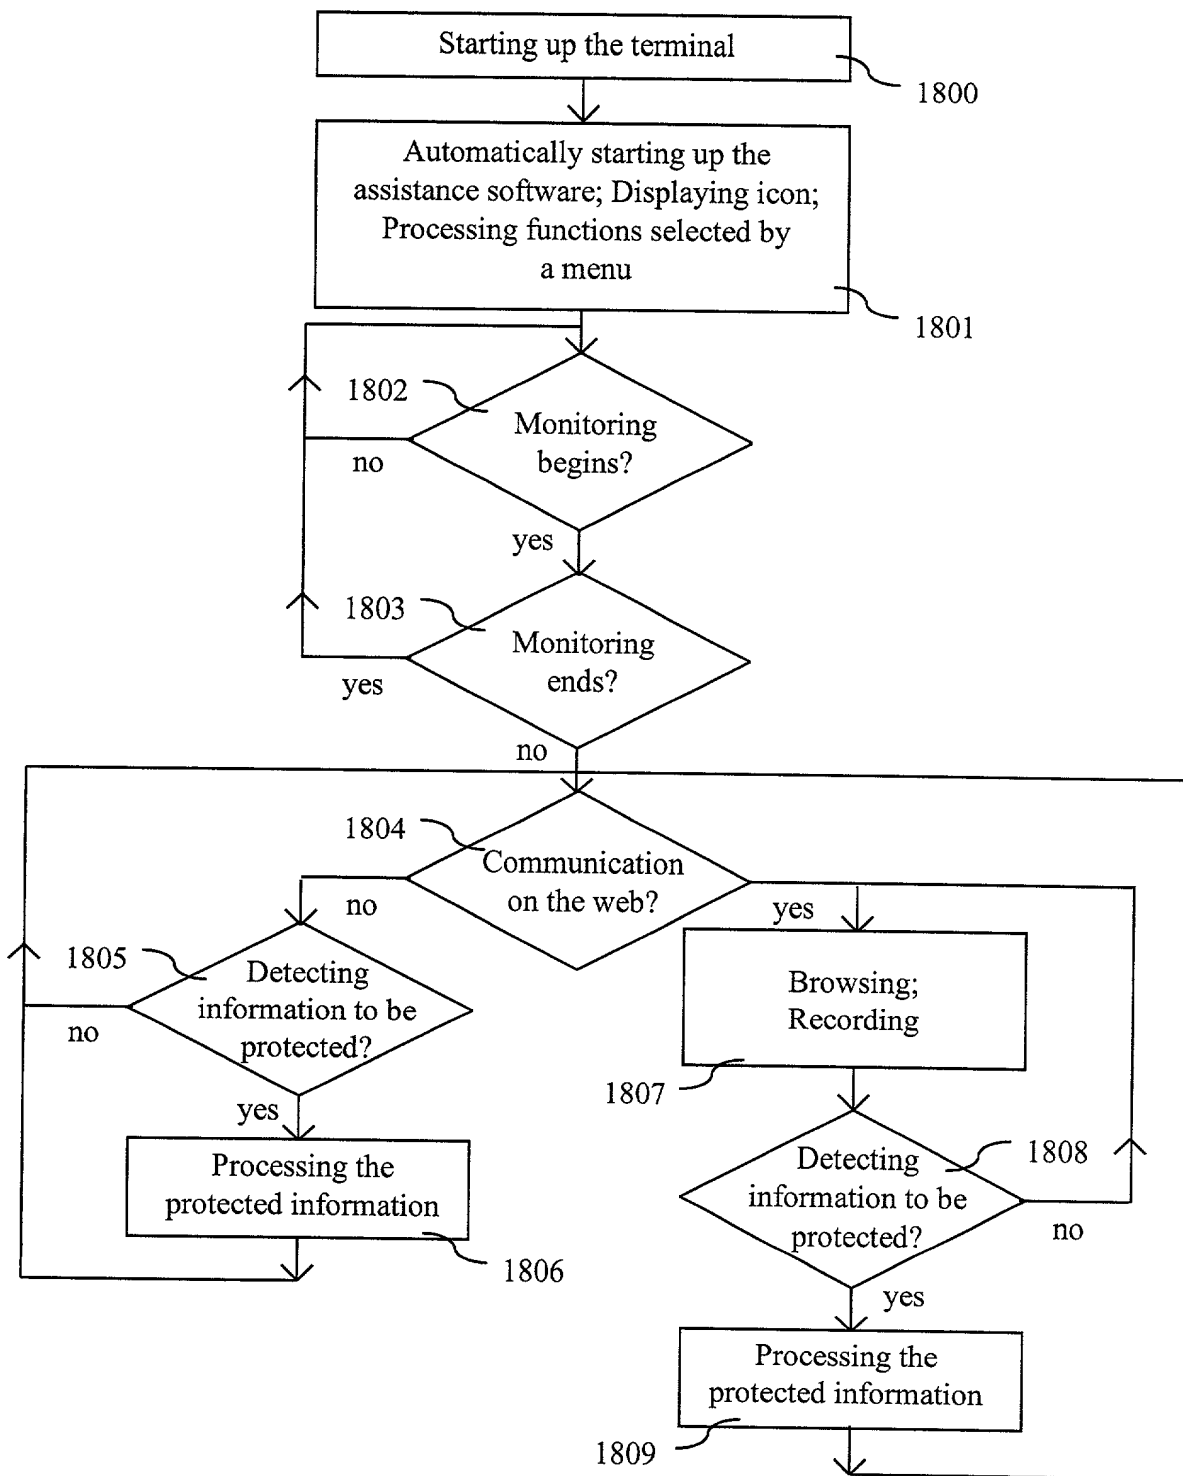 Starting up the terminal
1800
Automatically starting up the
assistance software; Displaying icon;
Processing functions selected by
a menu
1801
1802
Monitoring
begins?
no
yes
1803
Monitoring
ends?
yes
no
1804
Communication
on the web?
no
yes
1805
Detecting
information to be
protected?
no
yes
Browsing;
Recording
1807
Processing the
protected information
1806
1808
Detecting
information to be
protected?
no
yes
Processing the
protected information
1809